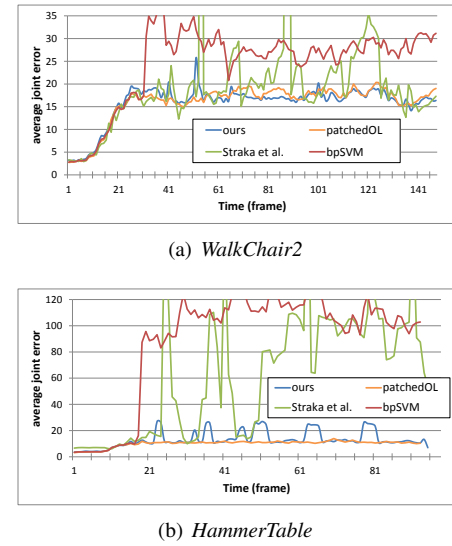 35
30
25
20
15
10
5
0
average joint error
ours patchedOL
Straka et al. bpSVM
1 21 41 61 81 101 121 141
Time (frame)
(a) WalkChair2
120
100
80
60
40
20
0
average joint error
ours patchedOL
Straka et al. bpSVM
1 21 41 61 81
Time (frame)
(b) HammerTable